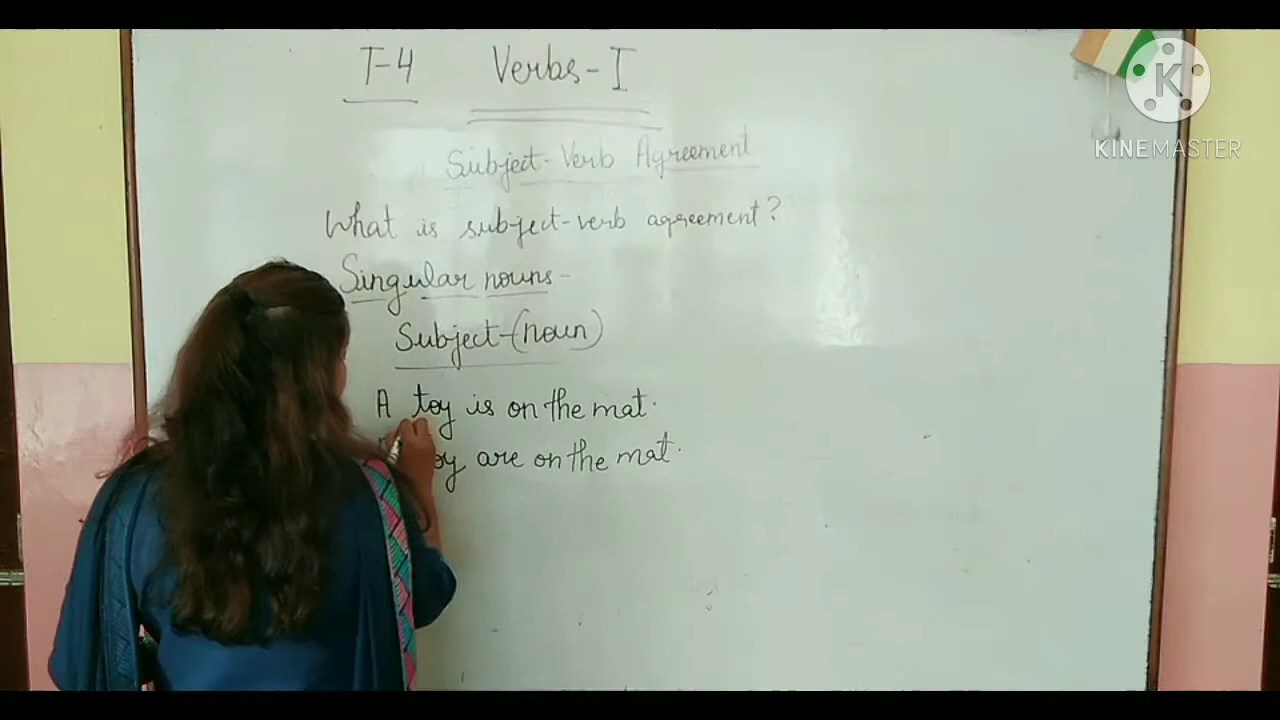 T-4 Verbs-I
Subject-Verb Agreement
What is subject-verb agreement?
Singular nouns-
Subject-(noun)
A toy is on the mat.
are on the mat.
K
KINEMASTER